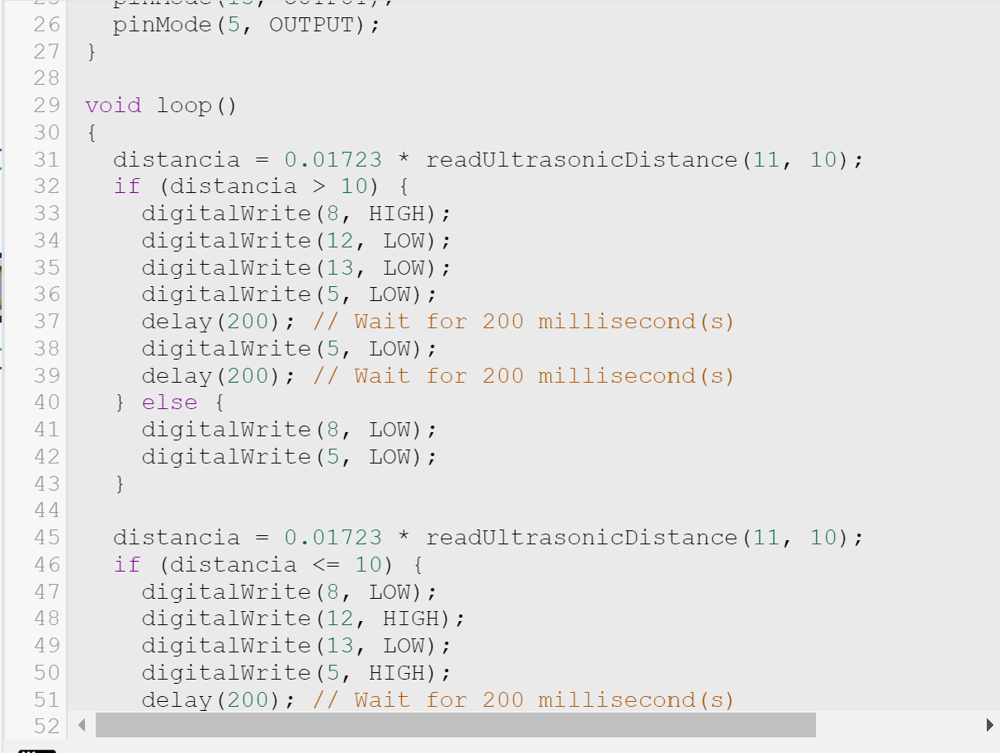 26 pinMode(5, OUTPUT);
27 }
28
29 void loop()
30 {
31 distancia = 0.01723 * readUltrasonicDistance(11, 10);
32 if (distancia > 10) {
33 digitalWrite(8, HIGH);
34 digitalWrite(12, LOW);
35 digitalWrite(13, LOW);
36 digitalWrite(5, LOW);
37 delay(200); // Wait for 200 millisecond(s)
38 digitalWrite(5, LOW);
39 delay(200); // Wait for 200 millisecond(s)
40 } else {
41 digitalWrite(8, LOW);
42 digitalWrite(5, LOW);
43 }
44
45 distancia = 0.01723 * readUltrasonicDistance(11, 10);
46 if (distancia <= 10) {
47 digitalWrite(8, LOW);
48 digitalWrite(12, HIGH);
49 digitalWrite(13, LOW);
50 digitalWrite(5, HIGH);
51 delay(200); // Wait for 200 millisecond(s)
52